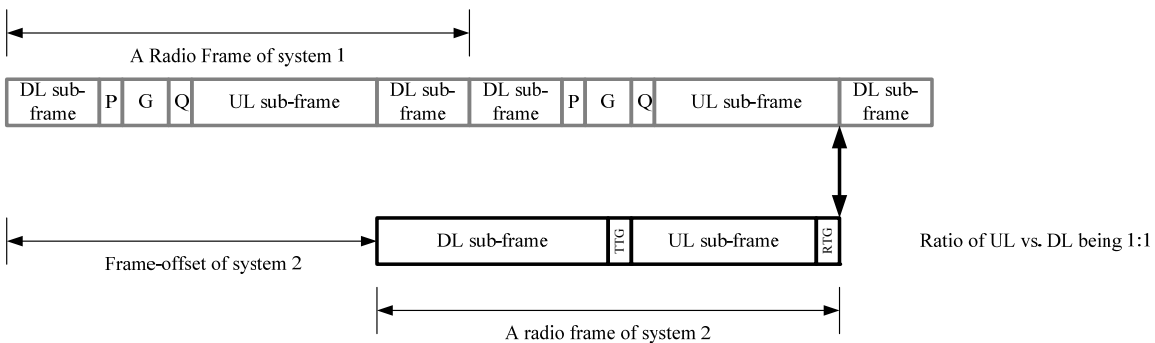 A Radio Frame of system 1
DL sub-
frame
P
G
Q
UL sub-frame
DL sub-
frame
DL sub-
frame
P
G
Q
UL sub-frame
DL sub-
frame
DL sub-frame
TTG
UL sub-frame
RTG
Ratio of UL vs. DL being 1:1
Frame-offset of system 2
A radio frame of system 2